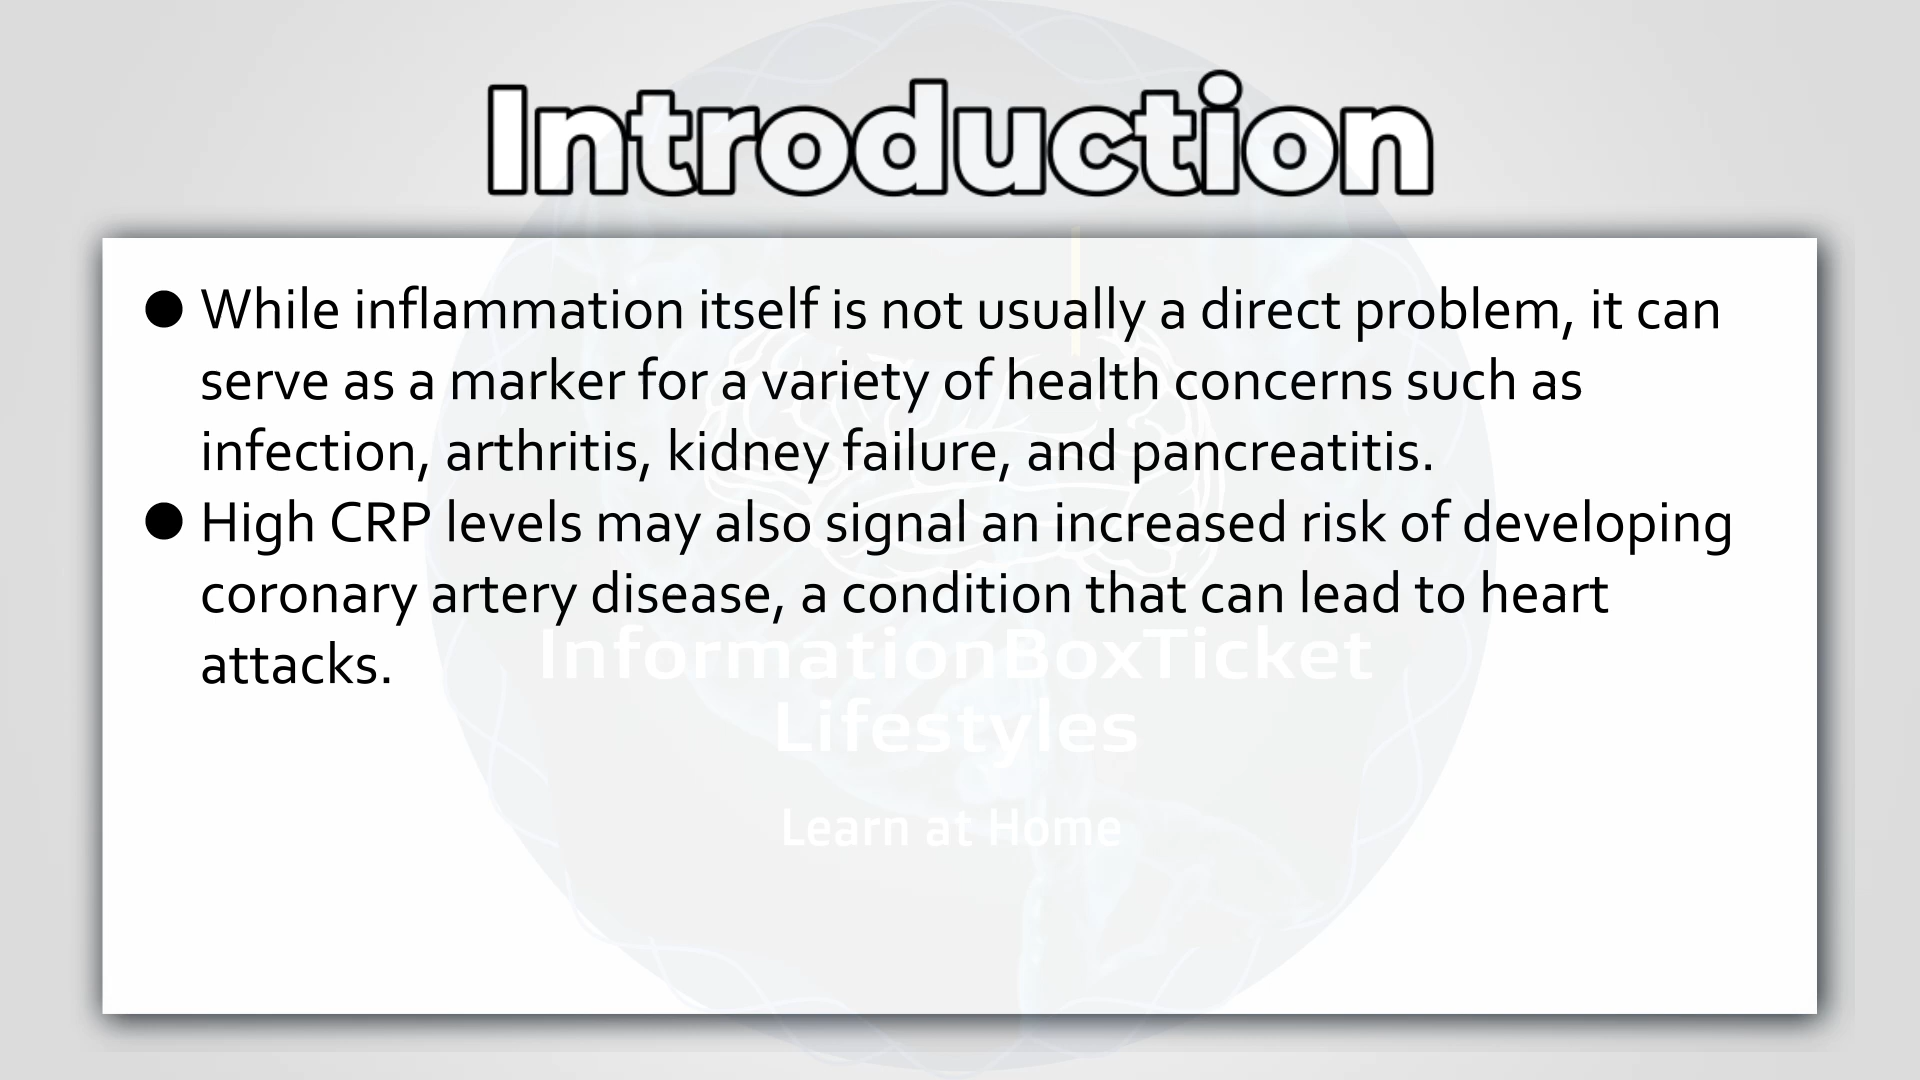 Introduction
● While inflammation itself is not usually a direct problem, it can
serve as a marker for a variety of health concerns such as
infection, arthritis, kidney failure, and pancreatitis.
● High CRP levels may also signal an increased risk of developing
coronary artery disease, a condition that can lead to heart
attacks.
InformationBoxTicket
Lifestyles
Learn at Home